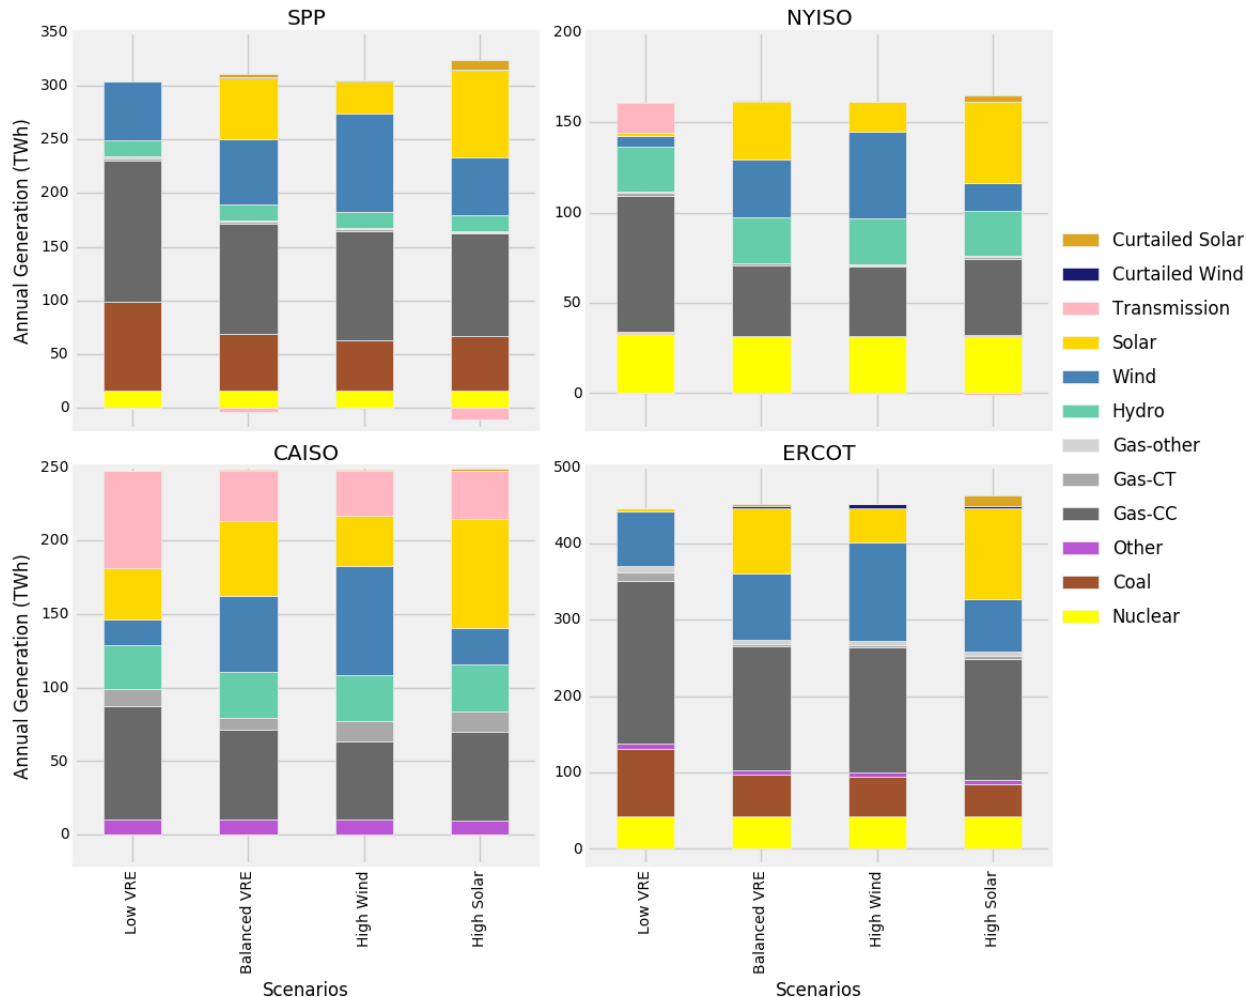 SPP
NYISO
350
300
250
200
150
100
50
0
Annual Generation (TWh)
200
150
100
50
0
CAISO
ERCOT
250
200
150
100
50
0
Annual Generation (TWh)
500
400
300
200
100
0
Low VRE
Balanced VRE
High Wind
High Solar
Scenarios
Low VRE
Balanced VRE
High Wind
High Solar
Scenarios
Curtailed Solar
Curtailed Wind
Transmission
Solar
Wind
Hydro
Gas-other
Gas-CT
Gas-CC
Other
Coal
Nuclear